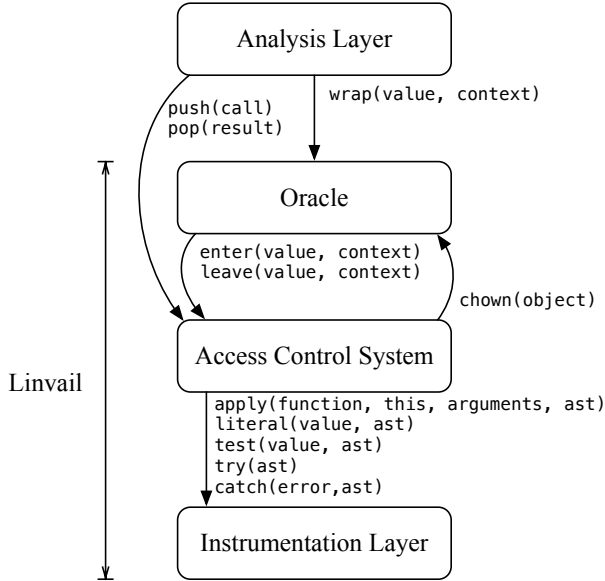 Analysis Layer
wrap(value, context)
push(call)
pop(result)
Oracle
enter(value, context)
leave(value, context)
chown(object)
Access Control System
Linvail
apply(function, this, arguments, ast)
literal(value, ast)
test(value, ast)
try(ast)
catch(error,ast)
Instrumentation Layer